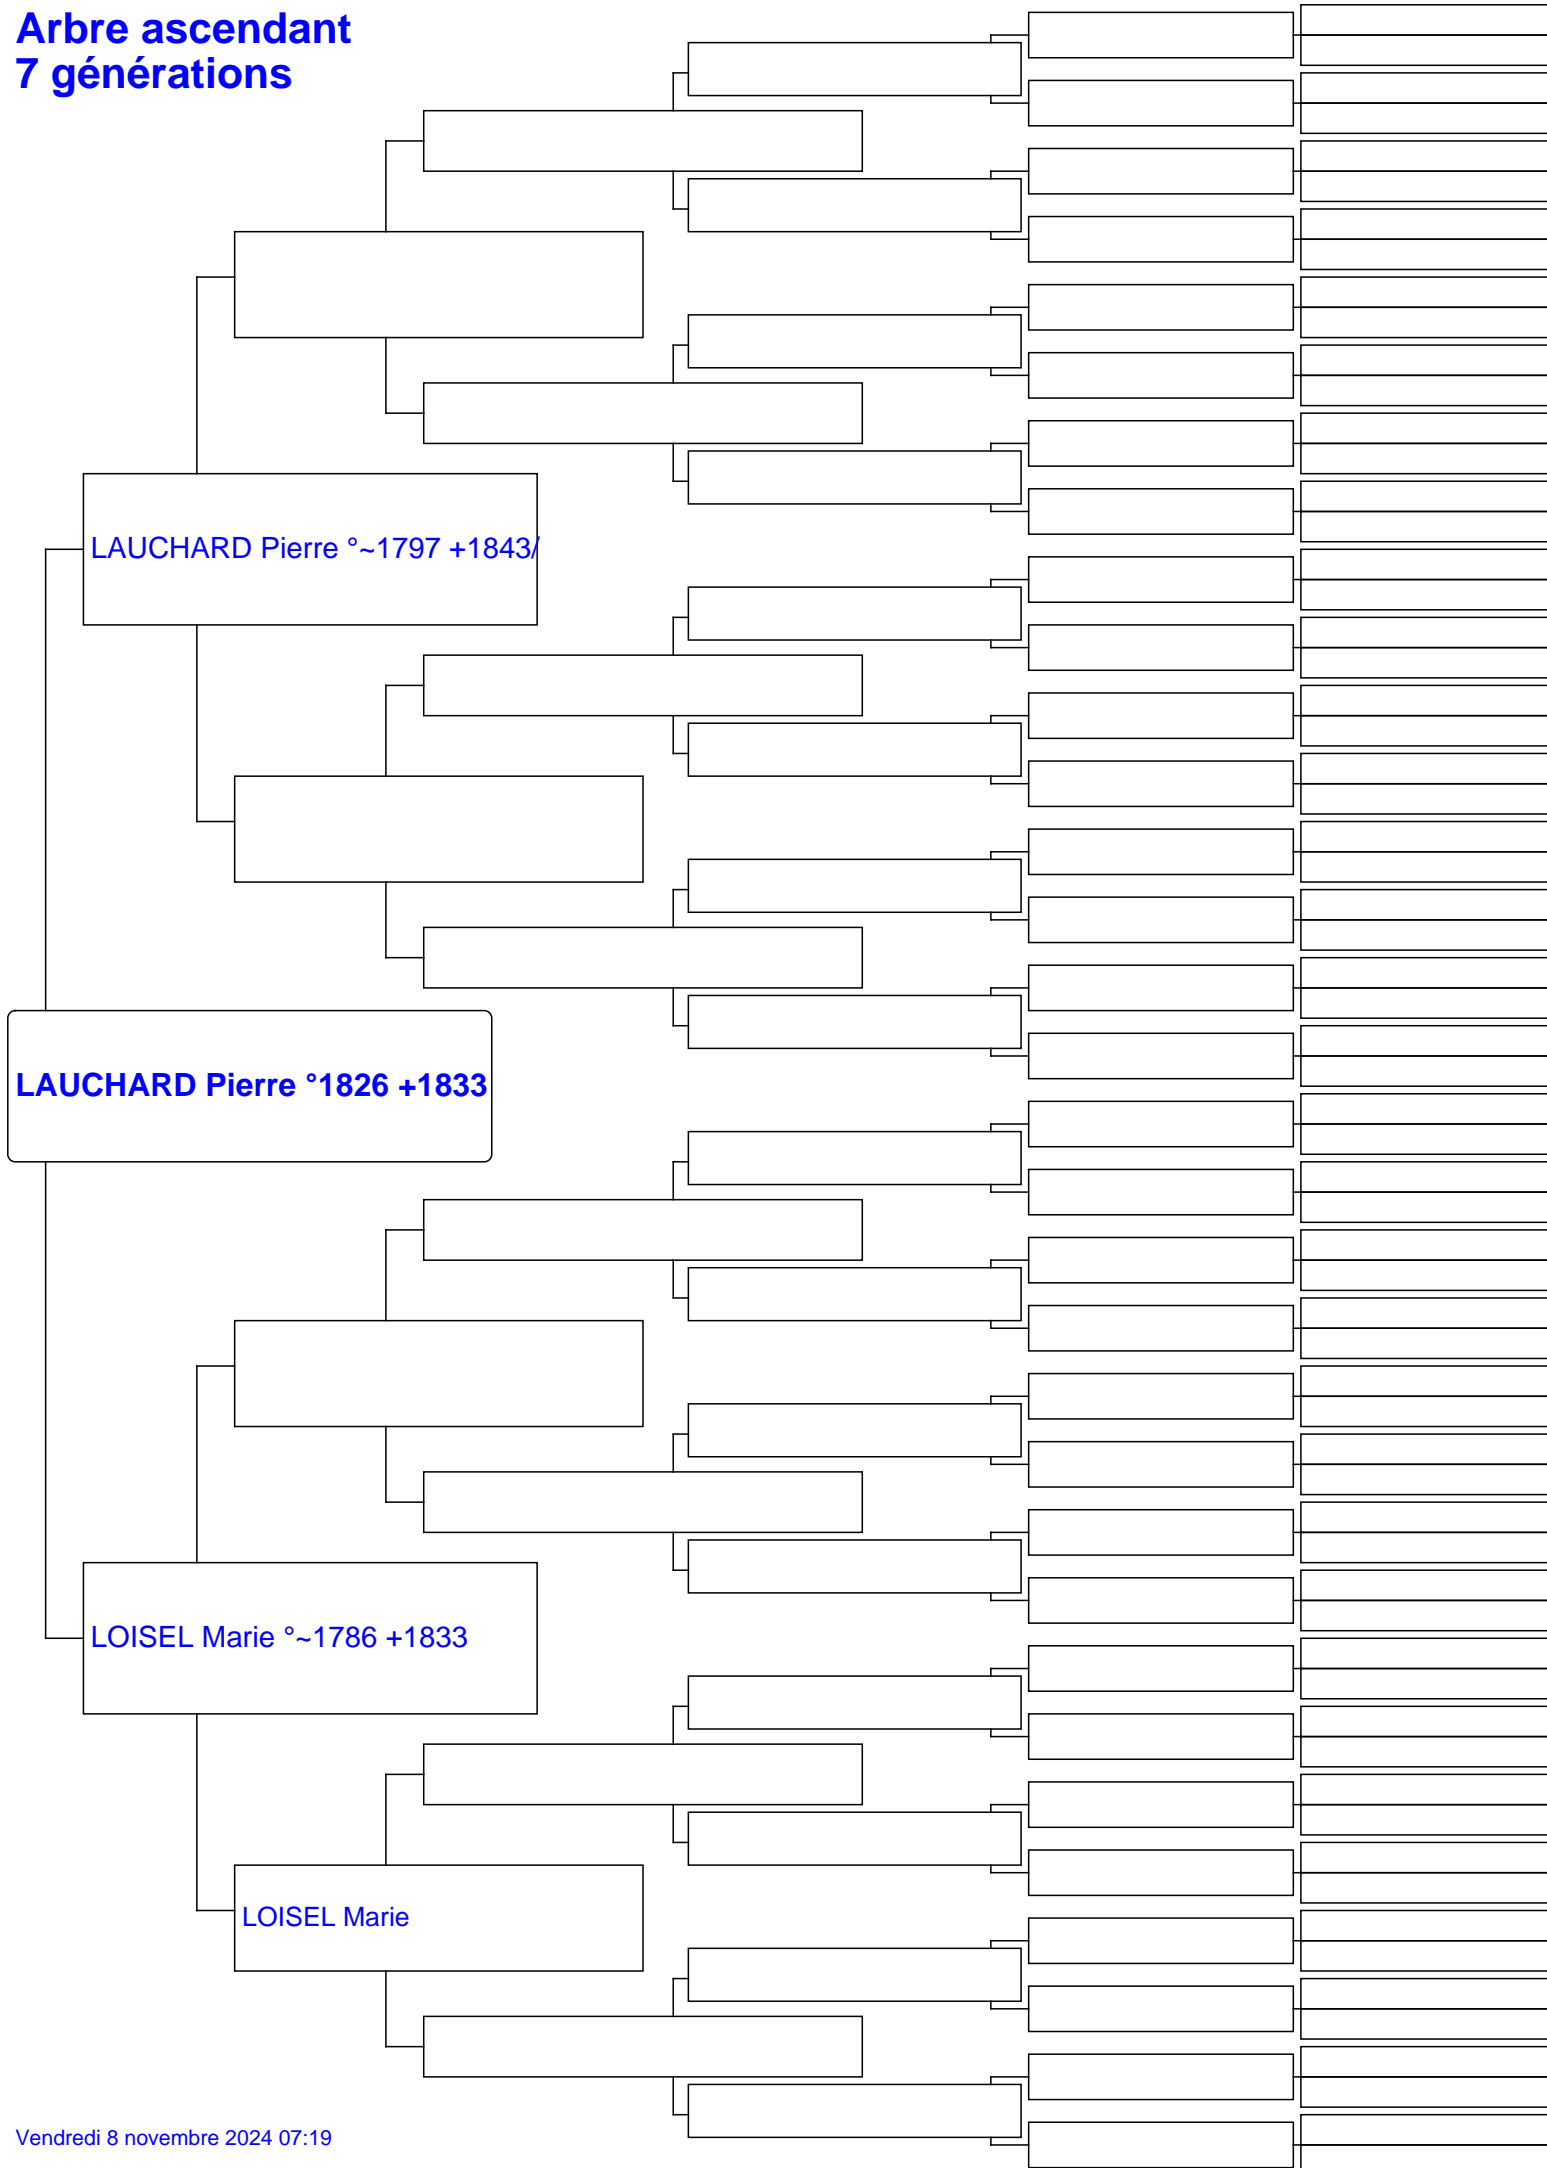 Arbre ascendant
7 générations
LAUCHARD Pierre °~1797 +1843/
LAUCHARD Pierre °1826 +1833
LOISEL Marie °~1786 +1833
LOISEL Marie
Vendredi 8 novembre 2024 07:19